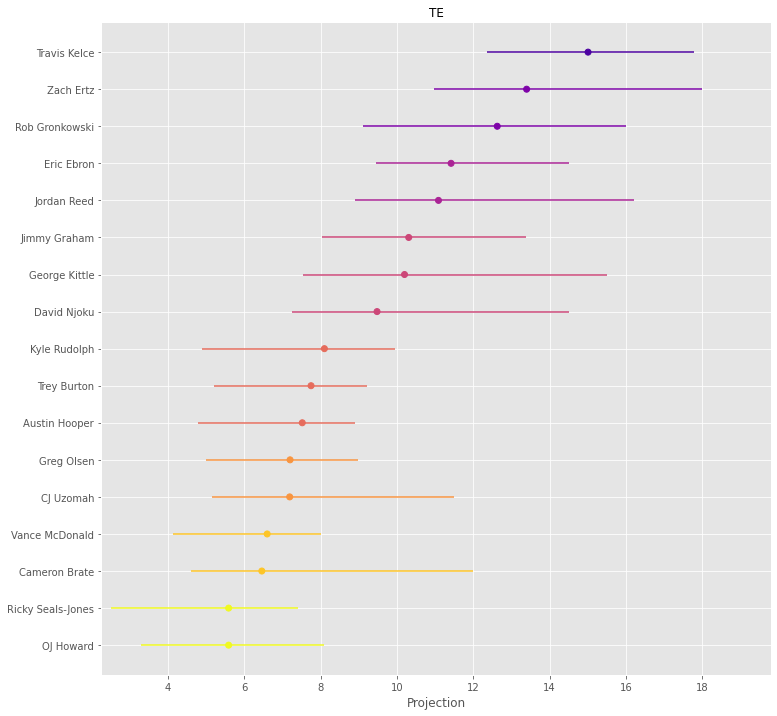 TE
Travis Kelce
Zach Ertz
Rob Gronkowski
Eric Ebron
Jordan Reed
Jimmy Graham
George Kittle
David Njoku
Kyle Rudolph
Trey Burton
Austin Hooper
Greg Olsen
CJ Uzomah
Vance McDonald
Cameron Brate
Ricky Seals-Jones
OJ Howard
4 6 8 10 12 14 16 18
Projection